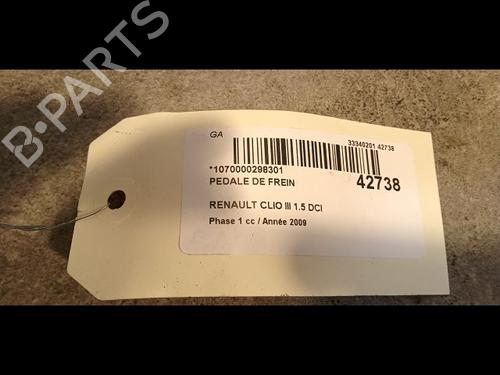 B-PARTS
GA
33340201 42738
*1070000298301
PEDALE DE FREIN
42738
RENAULT CLIO III 1.5 DCI
Phase 1 cc / Année 2009